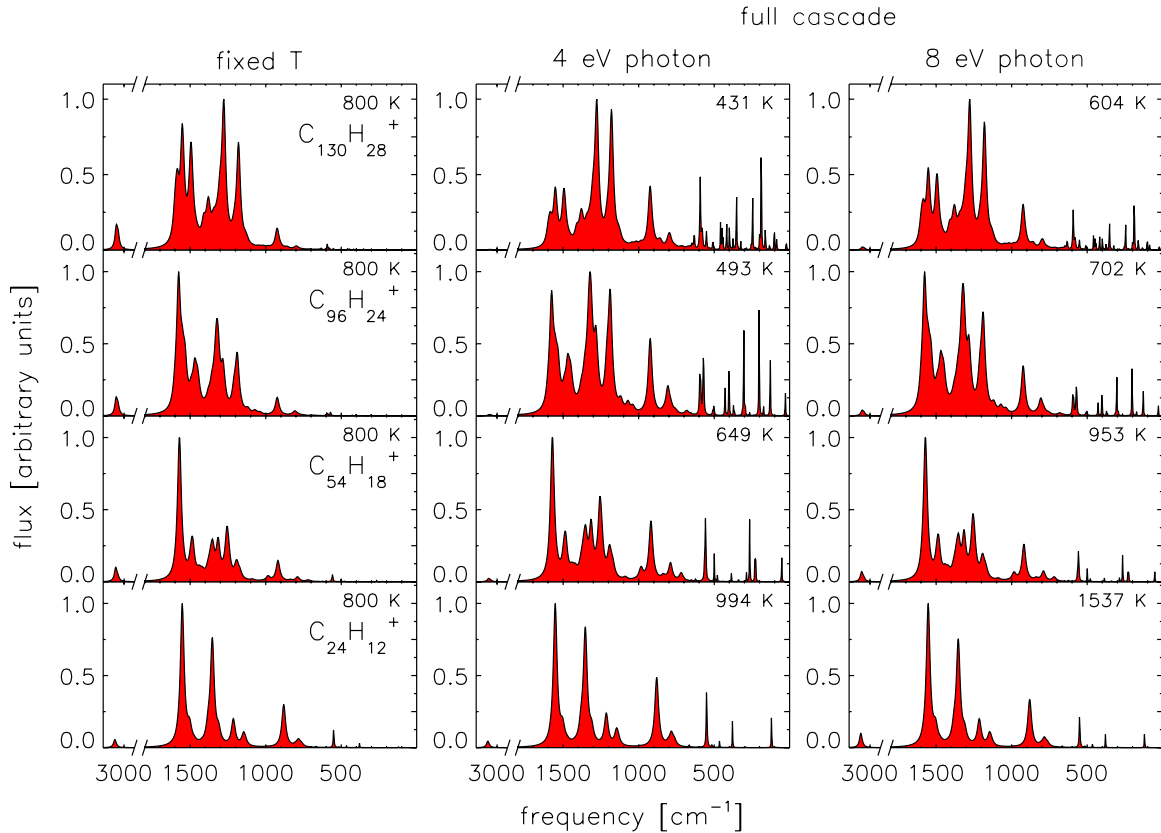 full cascade
fixed T
4 eV photon
8 eV photon
flux [arbitrary units]
1.0
0.5
0.0
800 K
C130H28+
431 K
604 K
1.0
0.5
0.0
800 K
C96H24+
493 K
702 K
1.0
0.5
0.0
800 K
C54H18+
649 K
953 K
1.0
0.5
0.0
800 K
C24H12+
994 K
1537 K
3000 1500 1000 500
3000 1500 1000 500
3000 1500 1000 500
frequency [cm−1]